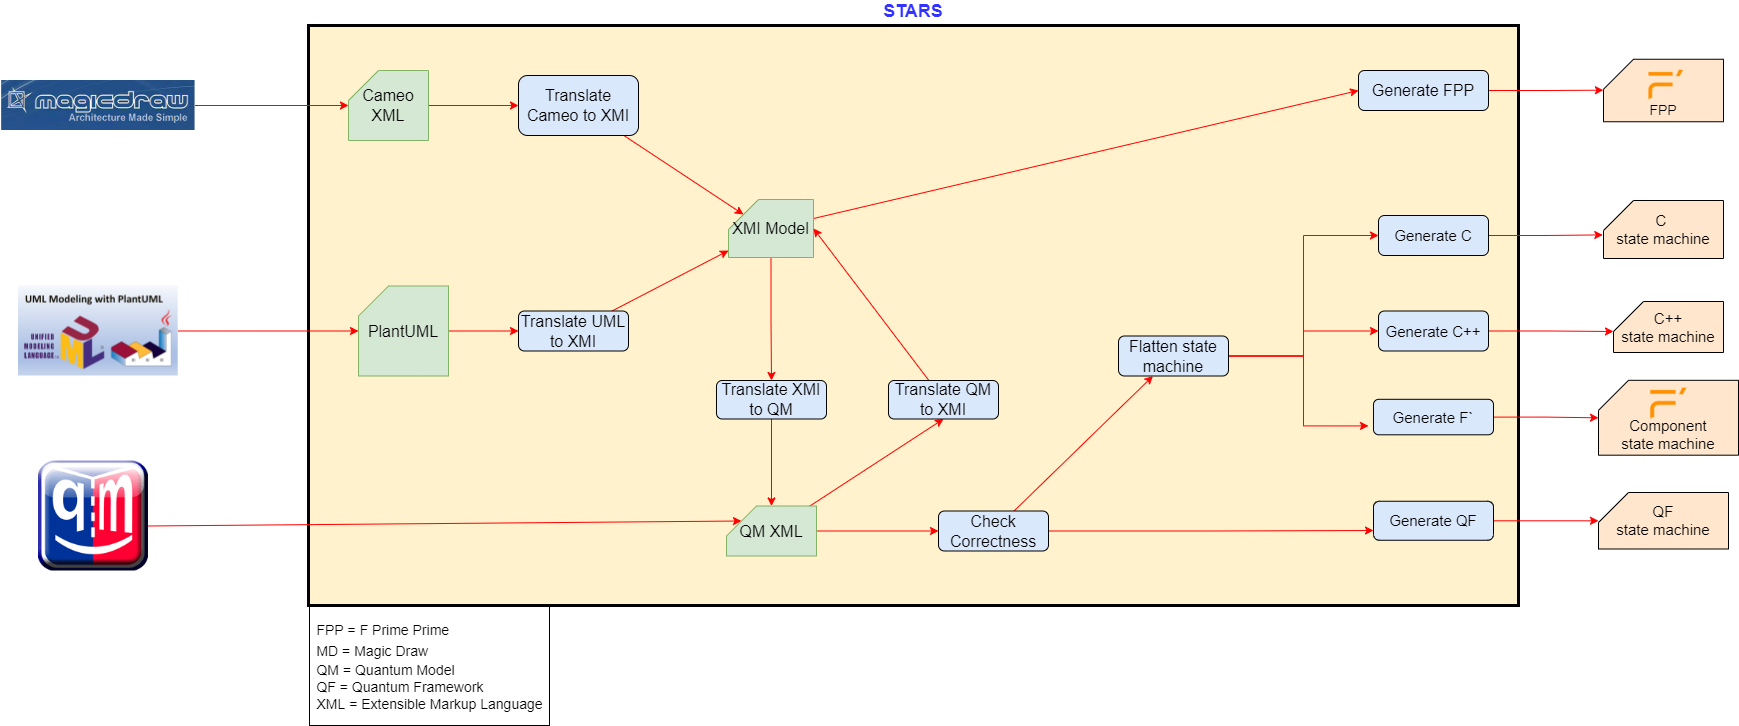 STARS
magicdraw
Architecture Made Simple
Cameo
XML
Translate
Cameo to XMI
Generate FPP
FPP
XMI Model
Generate C
C
state machine
UML Modeling with PlantUML
UNIFIED
MODELING
LANGUAGE
UML
PlantUML
Translate UML
to XMI
Generate C++
C++
state machine
Flatten state
machine
Translate XMI
to QM
Translate QM
to XMI
Generate F`
Component
state machine
qm
QM XML
Check
Correctness
Generate QF
QF
state machine
FPP = F Prime Prime
MD = Magic Draw
QM = Quantum Model
QF = Quantum Framework
XML = Extensible Markup Language